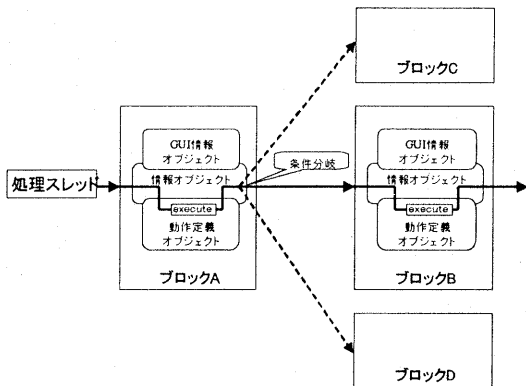 ブロックC
GUI情報
オブジェクト
情報オブジェクト
execute
動作定義
オブジェクト
ブロックA
処理スレッド
条件分岐
GUI情報
オブジェクト
情報オブジェクト
execute
動作定義
オブジェクト
ブロックB
ブロックD